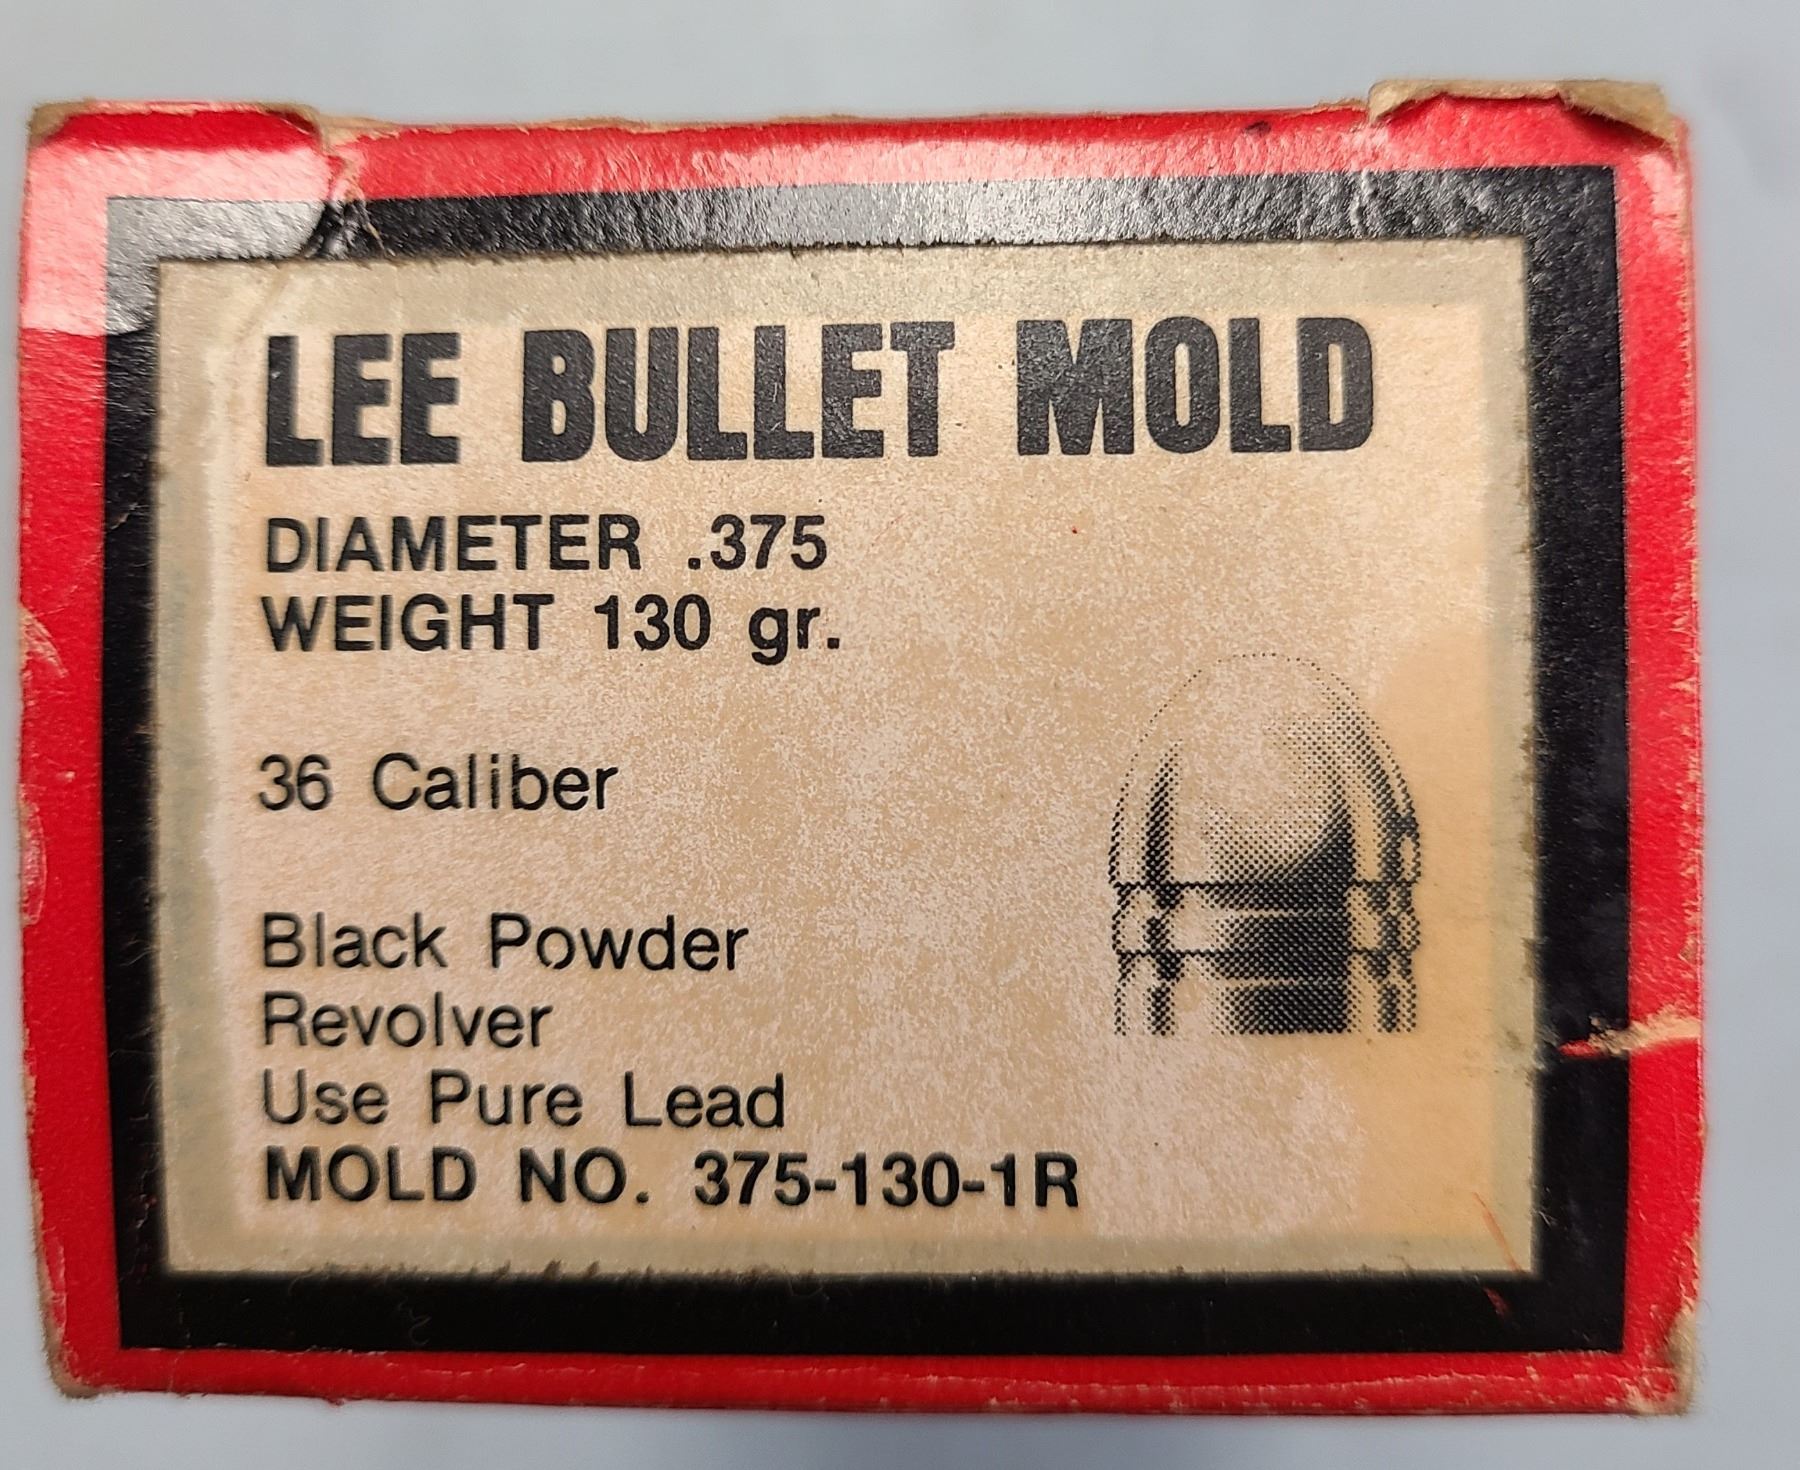 LEE BULLET MOLD
DIAMETER .375
WEIGHT 130 gr.
36 Caliber
Black Powder
Revolver
Use Pure Lead
MOLD NO. 375-130-1R